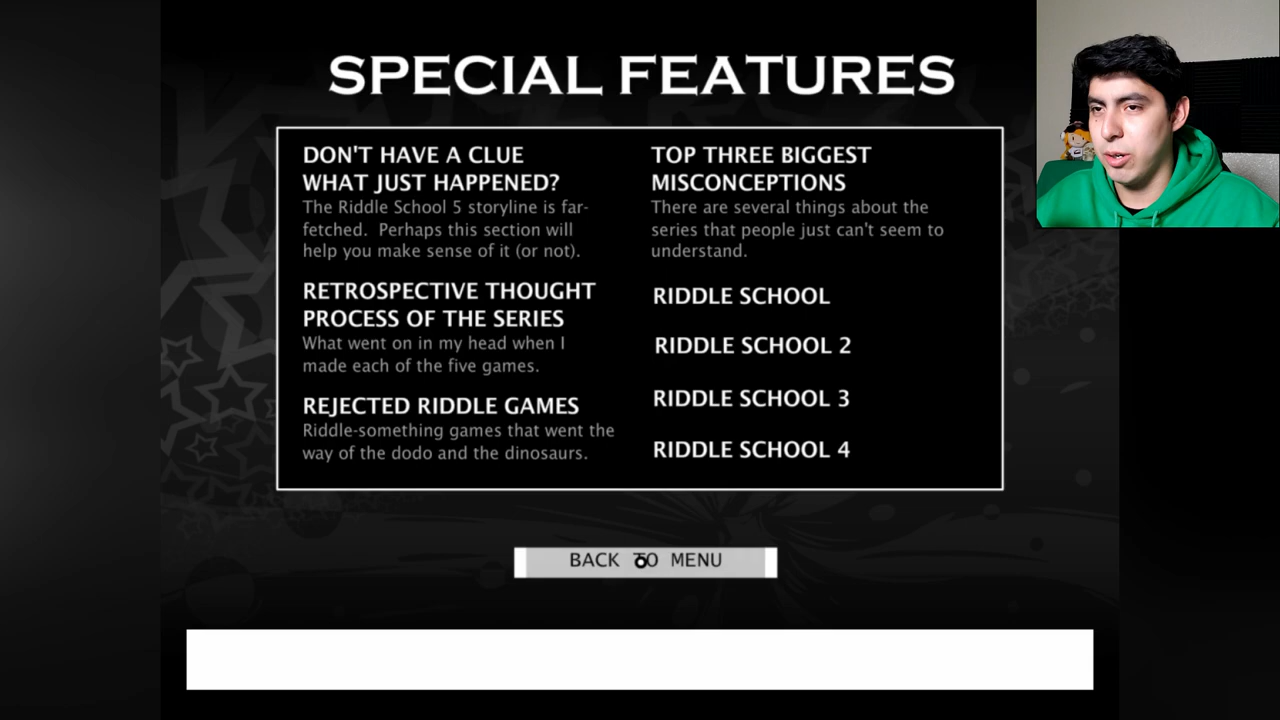 SPECIAL FEATURES
DON'T HAVE A CLUE
WHAT JUST HAPPENED?
The Riddle School 5 storyline is far-
fetched. Perhaps this section will
help you make sense of it (or not).
RETROSPECTIVE THOUGHT
PROCESS OF THE SERIES
What went on in my head when I
made each of the five games.
REJECTED RIDDLE GAMES
Riddle-something games that went the
way of the dodo and the dinosaurs.
TOP THREE BIGGEST
MISCONCEPTIONS
There are several things about the
series that people just can't seem to
understand.
RIDDLE SCHOOL
RIDDLE SCHOOL 2
RIDDLE SCHOOL 3
RIDDLE SCHOOL 4
BACK TO MENU